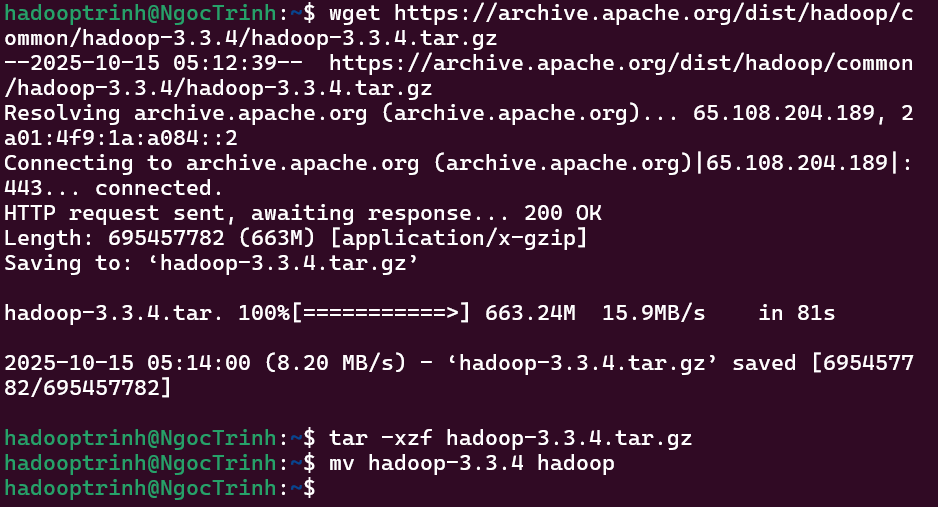 hadooptrinh@NgocTrinh:~$ wget https://archive.apache.org/dist/hadoop/c
ommon/hadoop-3.3.4/hadoop-3.3.4.tar.gz
--2025-10-15 05:12:39--  https://archive.apache.org/dist/hadoop/common
/hadoop-3.3.4/hadoop-3.3.4.tar.gz
Resolving archive.apache.org (archive.apache.org)... 65.108.204.189, 2
a01:4f9:1a:a084::2
Connecting to archive.apache.org (archive.apache.org)|65.108.204.189|:
443... connected.
HTTP request sent, awaiting response... 200 OK
Length: 695457782 (663M) [application/x-gzip]
Saving to: ‘hadoop-3.3.4.tar.gz’
hadoop-3.3.4.tar. 100%[===========>] 663.24M  15.9MB/s    in 81s
2025-10-15 05:14:00 (8.20 MB/s) - ‘hadoop-3.3.4.tar.gz’ saved [6954577
82/695457782]
hadooptrinh@NgocTrinh:~$ tar -xzf hadoop-3.3.4.tar.gz
hadooptrinh@NgocTrinh:~$ mv hadoop-3.3.4 hadoop
hadooptrinh@NgocTrinh:~$